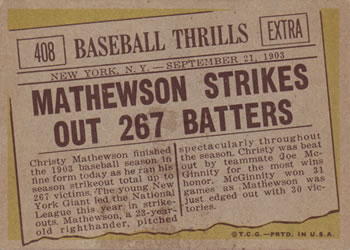 408 BASEBALL THRILLS EXTRA
NEW YORK, N. Y.—SEPTEMBER 21, 1903
MATHEWSON STRIKES
OUT 267 BATTERS
Christy Mathewson finished
the 1903 baseball season in
fine form today as he ran his
season strikeout total up to
267 victims. The young New
York Giant led the National
League this year in strike-
outs. Mathewson, a 23-year-
old righthander, pitched
spectacularly throughout
the season. Christy was beat
out by teammate Joe Mc-
Ginnity for the most wins
honor. McGinnity won 31
games as Mathewson was
just edged out with 30 vic-
tories.
© T.C.G.—PRTD. IN U.S.A.